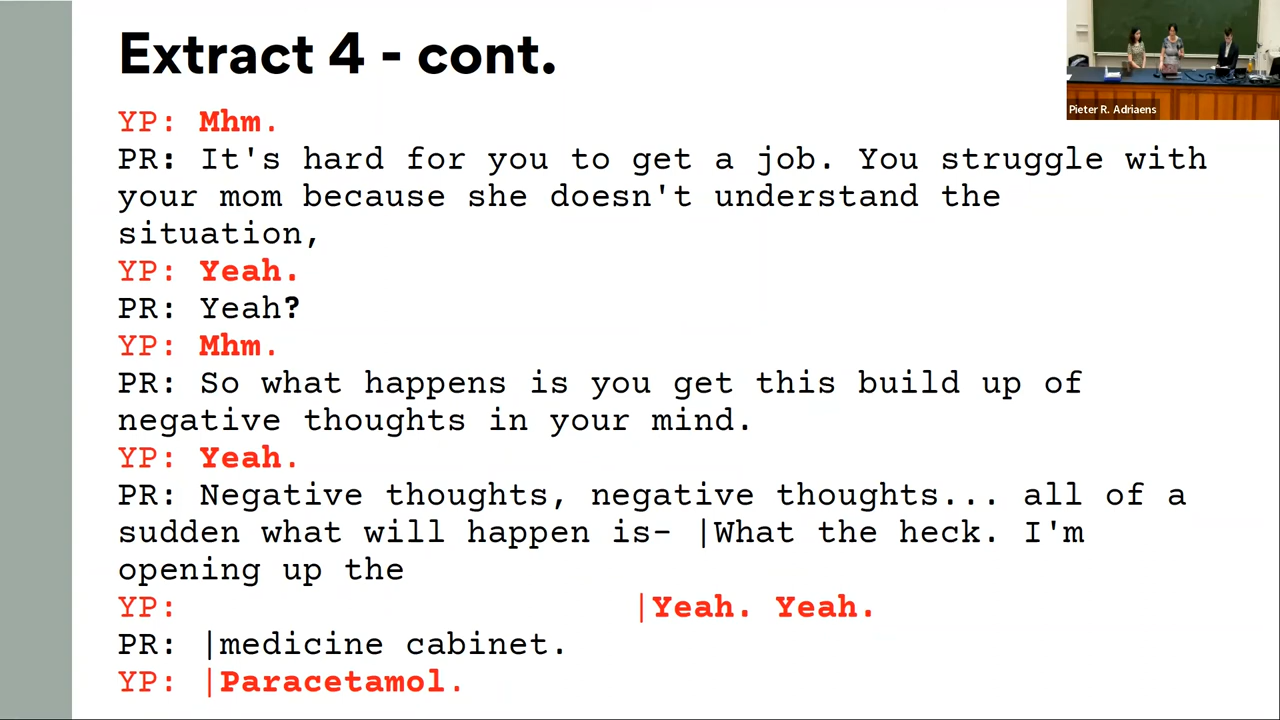 Extract 4 - cont.
YP: Mhm.
PR: It's hard for you to get a job. You struggle with
your mom because she doesn't understand the
situation,
YP: Yeah.
PR: Yeah?
YP: Mhm.
PR: So what happens is you get this build up of
negative thoughts in your mind.
YP: Yeah.
PR: Negative thoughts, negative thoughts... all of a
sudden what will happen is- |What the heck. I'm
opening up the
YP: |Yeah. Yeah.
PR: |medicine cabinet.
YP: |Paracetamol.
Pieter R. Adriaens